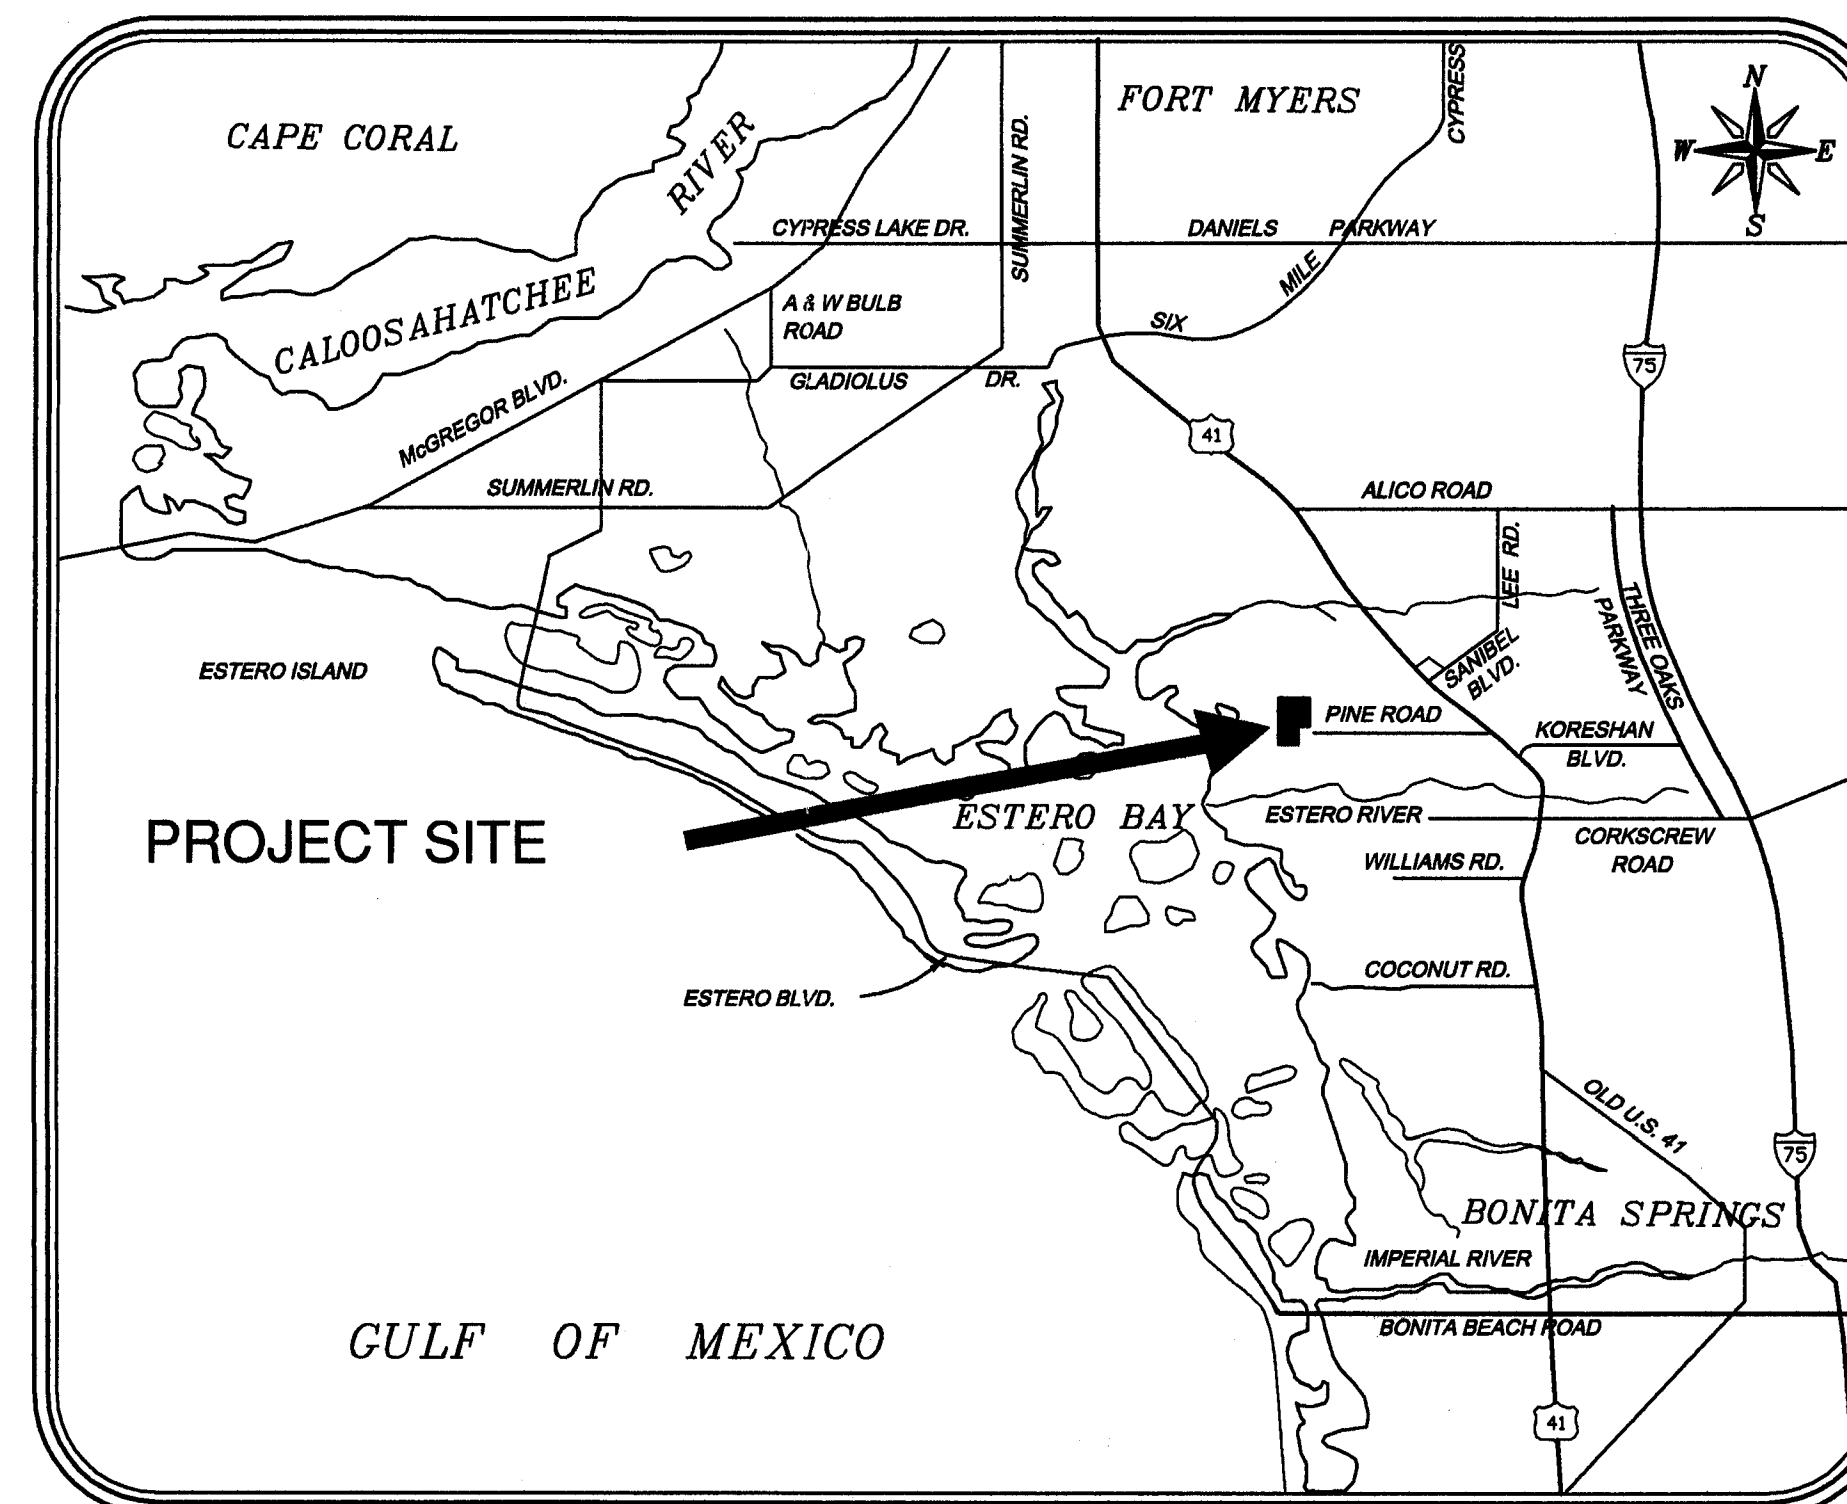 CAPE CORAL
FORT MYERS
CYPRESS
N
W
E
S
RIVER
SUMMERLIN RD.
CYPRESS LAKE DR.
DANIELS PARKWAY
CALOOSAHATCHEE
A & W BULB
ROAD
SIX
MILE
75
McGREGOR BLVD.
GLADIOLUS DR.
41
SUMMERLIN RD.
ALICO ROAD
LEE RD.
THREE OAKS
PARKWAY
SANIBEL
BLVD.
ESTERO ISLAND
PINE ROAD
KORESHAN
BLVD.
PROJECT SITE
ESTERO BAY
ESTERO RIVER
CORKSCREW
ROAD
WILLIAMS RD.
COCONUT RD.
ESTERO BLVD.
OLD U.S. 41
75
BONITA SPRINGS
IMPERIAL RIVER
BONITA BEACH ROAD
GULF OF MEXICO
41